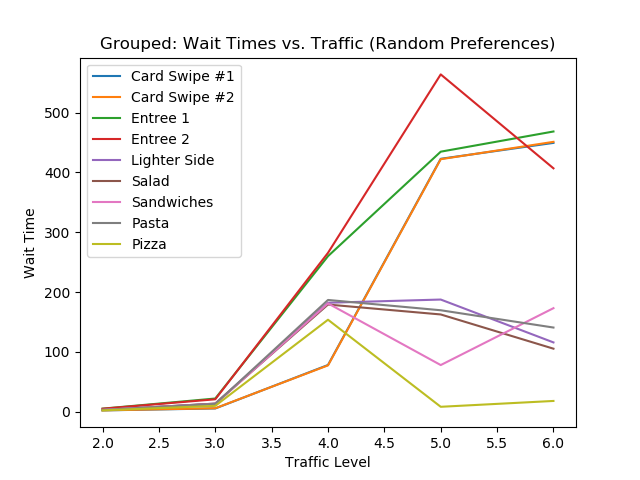 Grouped: Wait Times vs. Traffic (Random Preferences)
Card Swipe #1
Card Swipe #2
Entree 1
Entree 2
Lighter Side
Salad
Sandwiches
Pasta
Pizza
500
400
300
200
100
0
Wait Time
2.0 2.5 3.0 3.5 4.0 4.5 5.0 5.5 6.0
Traffic Level